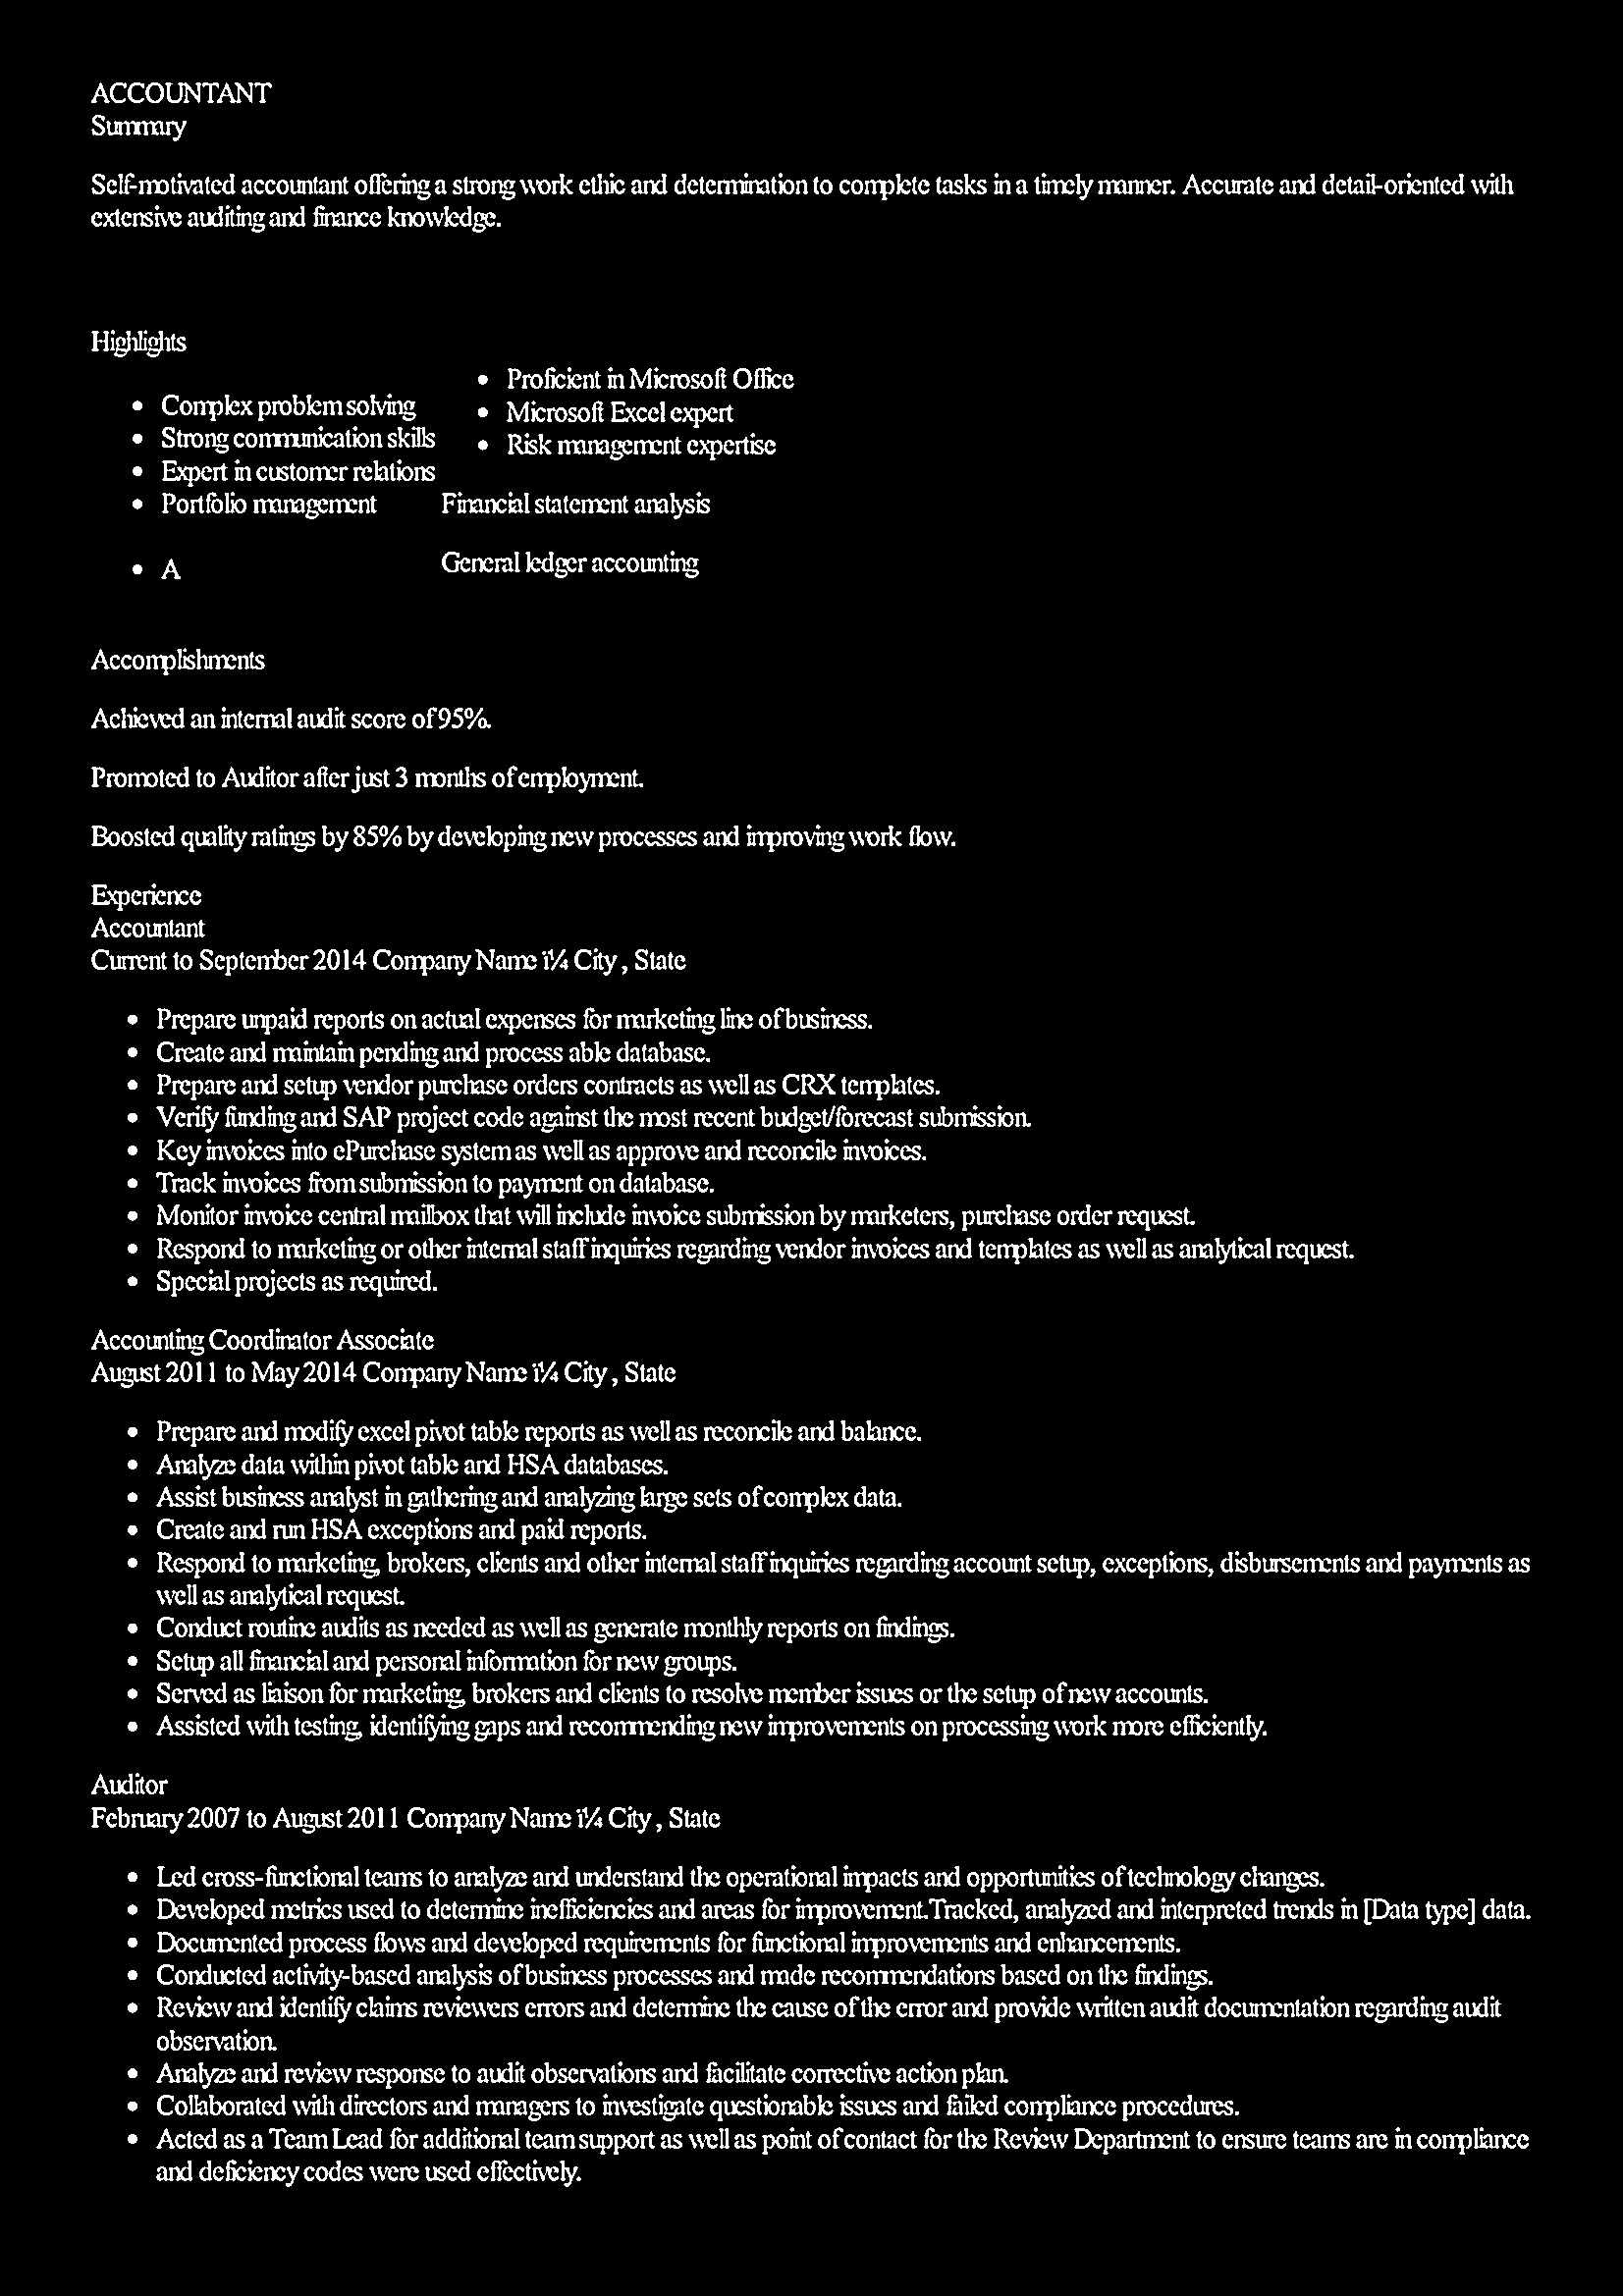 ACCOUNTANT
Summary
Self-motivated accountant offering a strong work ethic and determination to complete tasks in a timely manner. Accurate and detail-oriented with
extensive auditing and finance knowledge.
Highlights
• Complex problem solving
• Strong communication skills
• Expert in customer relations
• Portfolio management
• A
• Proficient in Microsoft Office
• Microsoft Excel expert
• Risk management expertise
Financial statement analysis
General ledger accounting
Accomplishments
Achieved an internal audit score of 95%.
Promoted to Auditor after just 3 months of employment.
Boosted quality ratings by 85% by developing new processes and improving work flow.
Experience
Accountant
Current to September 2014 Company Name ï¼ City , State
• Prepare unpaid reports on actual expenses for marketing line of business.
• Create and maintain pending and process able database.
• Prepare and setup vendor purchase orders contracts as well as CRX templates.
• Verify funding and SAP project code against the most recent budget/forecast submission.
• Key invoices into ePurchase system as well as approve and reconcile invoices.
• Track invoices from submission to payment on database.
• Monitor invoice central mailbox that will include invoice submission by marketers, purchase order request.
• Respond to marketing or other internal staff inquiries regarding vendor invoices and templates as well as analytical request.
• Special projects as required.
Accounting Coordinator Associate
August 2011 to May 2014 Company Name ï¼ City , State
• Prepare and modify excel pivot table reports as well as reconcile and balance.
• Analyze data within pivot table and HSA databases.
• Assist business analyst in gathering and analyzing large sets of complex data.
• Create and run HSA exceptions and paid reports.
• Respond to marketing, brokers, clients and other internal staff inquiries regarding account setup, exceptions, disbursements and payments as
well as analytical request.
• Conduct routine audits as needed as well as generate monthly reports on findings.
• Setup all financial and personal information for new groups.
• Served as liaison for marketing, brokers and clients to resolve member issues or the setup of new accounts.
• Assisted with testing, identifying gaps and recommending new improvements on processing work more efficiently.
Auditor
February 2007 to August 2011 Company Name ï¼ City , State
• Led cross-functional teams to analyze and understand the operational impacts and opportunities of technology changes.
• Developed metrics used to determine inefficiencies and areas for improvement.Tracked, analyzed and interpreted trends in [Data type] data.
• Documented process flows and developed requirements for functional improvements and enhancements.
• Conducted activity-based analysis of business processes and made recommendations based on the findings.
• Review and identify claims reviewers errors and determine the cause of the error and provide written audit documentation regarding audit
observation.
• Analyze and review response to audit observations and facilitate corrective action plan.
• Collaborated with directors and managers to investigate questionable issues and failed compliance procedures.
• Acted as a Team Lead for additional team support as well as point of contact for the Review Department to ensure teams are in compliance
and deficiency codes were used effectively.